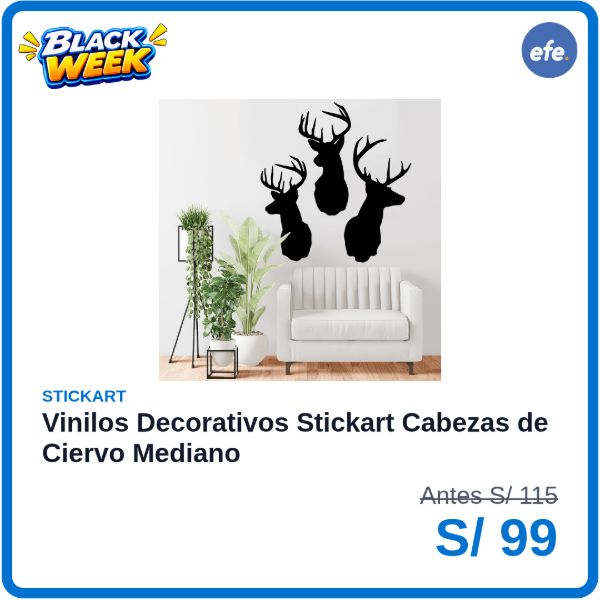 BLACK
WEEK
efe.
STICKART
Vinilos Decorativos Stickart Cabezas de
Ciervo Mediano
Antes S/ 115
S/ 99